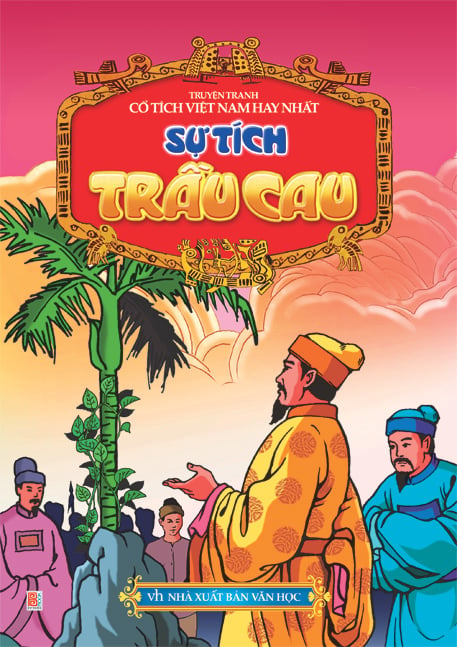 TRUYỆN TRANH
CỔ TÍCH VIỆT NAM HAY NHẤT
SỰ TÍCH
TRẦU CAU
vh NHÀ XUẤT BẢN VĂN HỌC